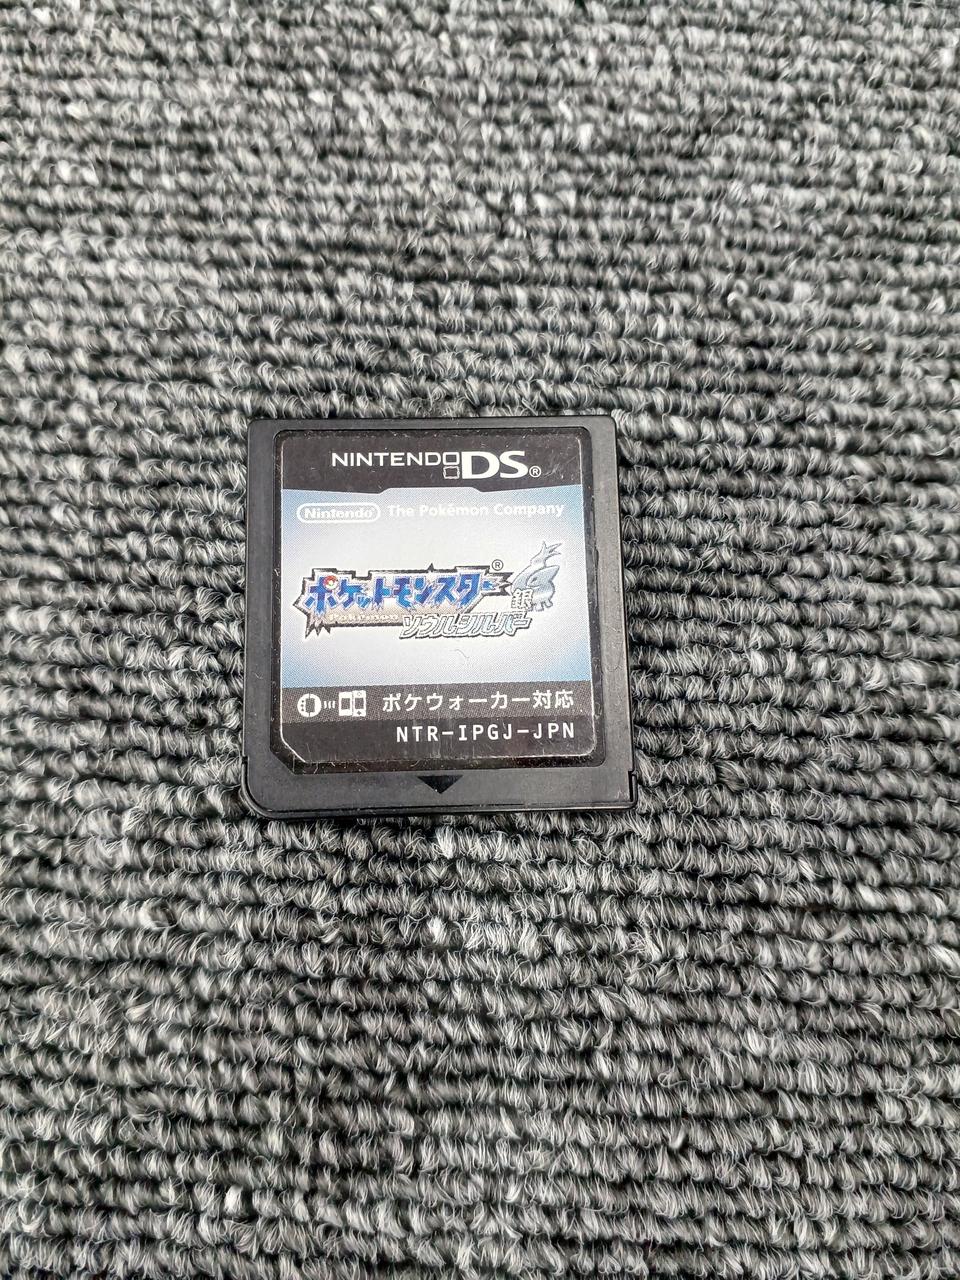 NINTENDO DS®
Nintendo® The Pokémon Company
ポケットモンスター®
Pokémon
銀
ソウルシルバー
ポケウォーカー対応
NTR-IPGJ-JPN